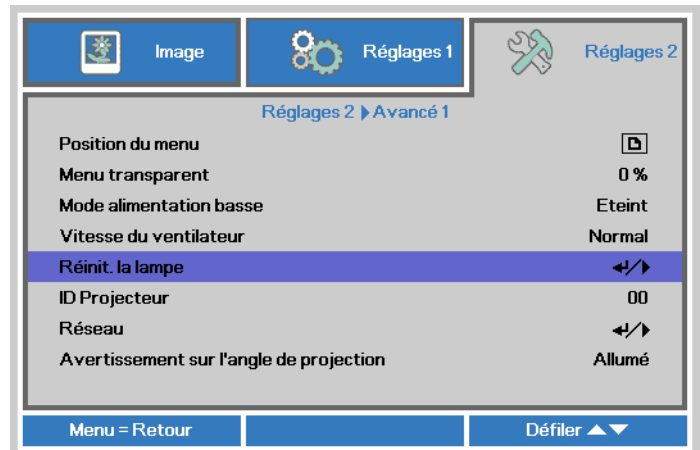 Image
Réglages 1
Réglages 2
Réglages 2 Avancé 1
Position du menu
Menu transparent 0 %
Mode alimentation basse Eteint
Vitesse du ventilateur Normal
Réinit. la lampe
ID Projecteur 00
Réseau
Avertissement sur l'angle de projection Allumé
Menu = Retour
Défiler